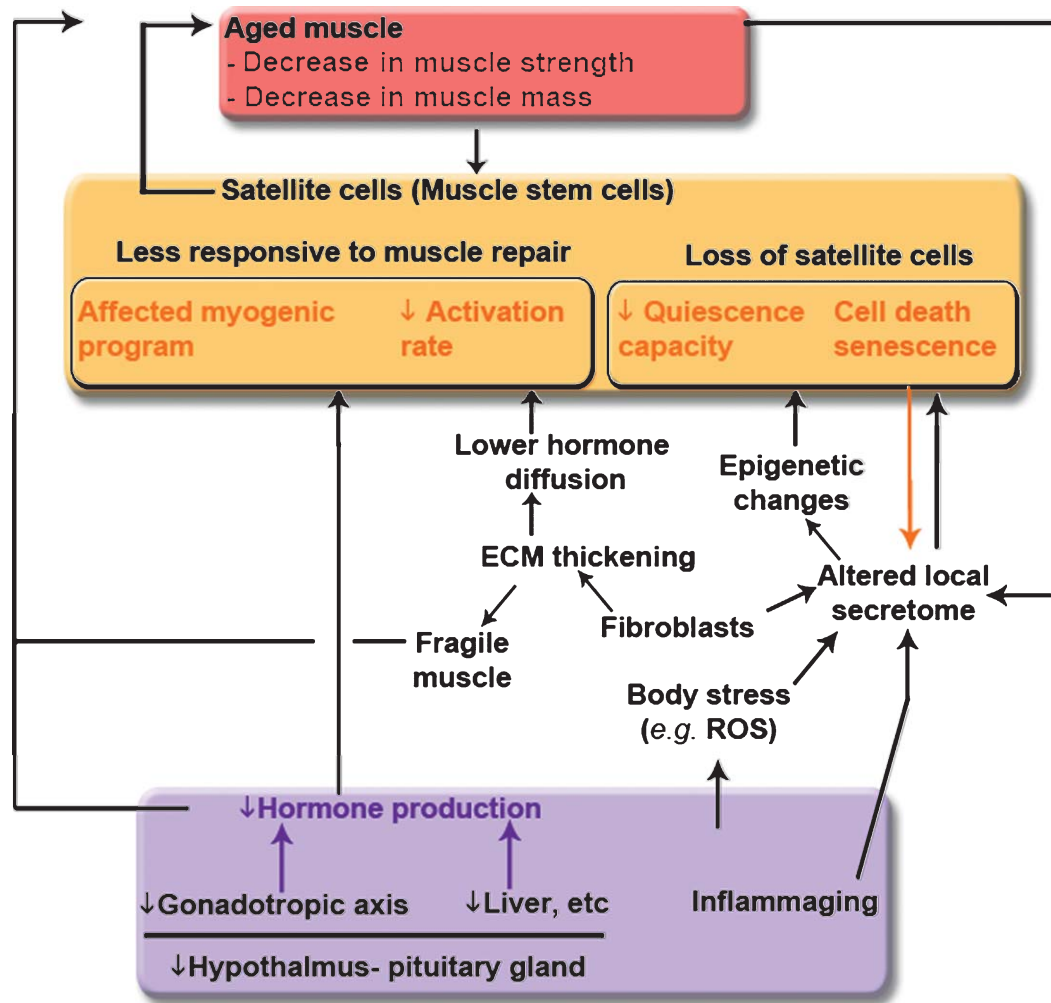 Aged muscle
- Decrease in muscle strength
- Decrease in muscle mass
Satellite cells (Muscle stem cells)
Less responsive to muscle repair
Loss of satellite cells
Affected myogenic
program
↓ Activation
rate
↓ Quiescence
capacity
Cell death
senescence
Lower hormone
diffusion
Epigenetic
changes
ECM thickening
Altered local
secretome
Fibroblasts
Fragile
muscle
Body stress
(e.g. ROS)
↓Hormone production
↓Gonadotropic axis
↓Liver, etc
Inflammaging
↓Hypothalmus- pituitary gland